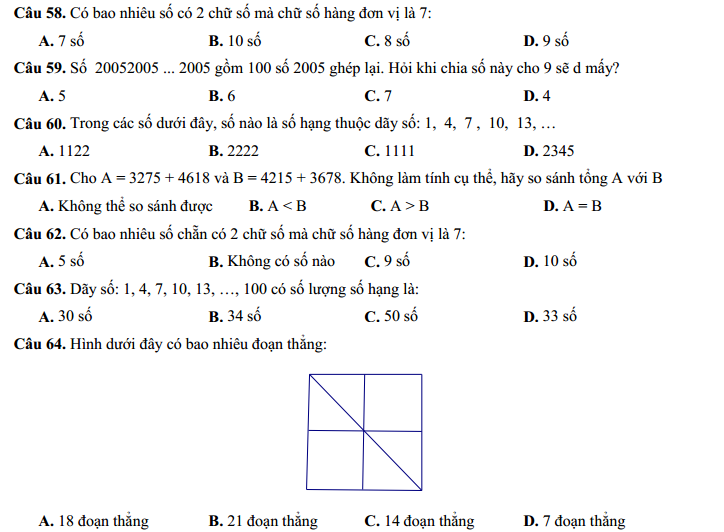 Câu 58. Có bao nhiêu số có 2 chữ số mà chữ số hàng đơn vị là 7:
A. 7 số B. 10 số C. 8 số D. 9 số
Câu 59. Số 20052005 ... 2005 gồm 100 số 2005 ghép lại. Hỏi khi chia số này cho 9 sẽ d mấy?
A. 5 B. 6 C. 7 D. 4
Câu 60. Trong các số dưới đây, số nào là số hạng thuộc dãy số: 1, 4, 7 , 10, 13, …
A. 1122 B. 2222 C. 1111 D. 2345
Câu 61. Cho A = 3275 + 4618 và B = 4215 + 3678. Không làm tính cụ thể, hãy so sánh tổng A với B
A. Không thể so sánh được B. A < B C. A > B D. A = B
Câu 62. Có bao nhiêu số chẵn có 2 chữ số mà chữ số hàng đơn vị là 7:
A. 5 số B. Không có số nào C. 9 số D. 10 số
Câu 63. Dãy số: 1, 4, 7, 10, 13, …, 100 có số lượng số hạng là:
A. 30 số B. 34 số C. 50 số D. 33 số
Câu 64. Hình dưới đây có bao nhiêu đoạn thẳng:
A. 18 đoạn thẳng B. 21 đoạn thẳng C. 14 đoạn thẳng D. 7 đoạn thẳng